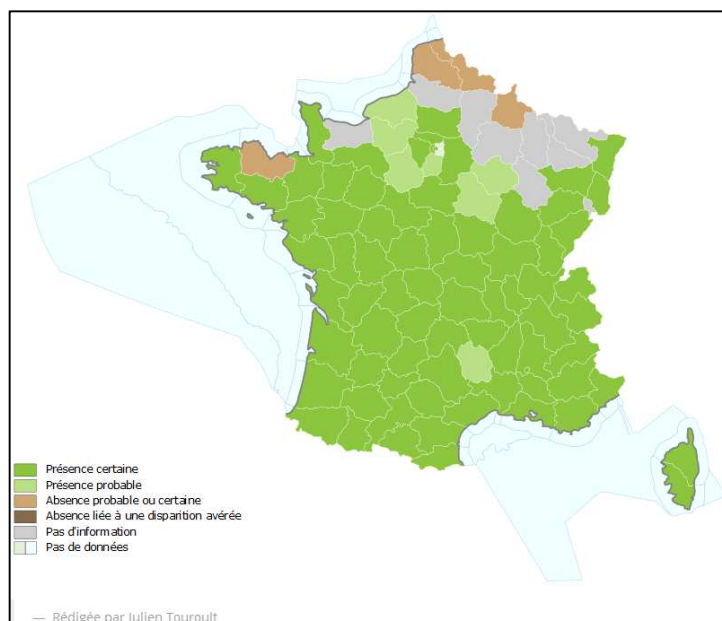 Présence certaine
Présence probable
Absence probable ou certaine
Absence liée à une disparition avérée
Pas d'information
Pas de données
— Rédigée par Julien Touroult